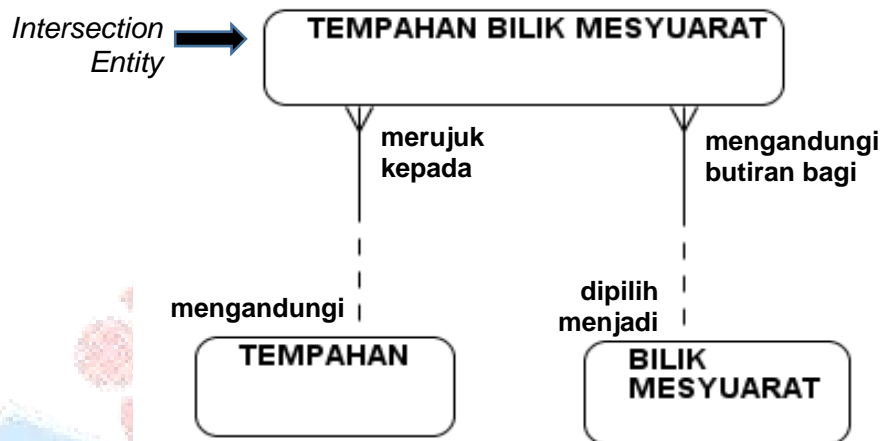 Intersection
Entity
TEMPAHAN BILIK MESYUARAT
merujuk
kepada
mengandungi
butiran bagi
mengandungi
dipilih
menjadi
TEMPAHAN
BILIK
MESYUARAT